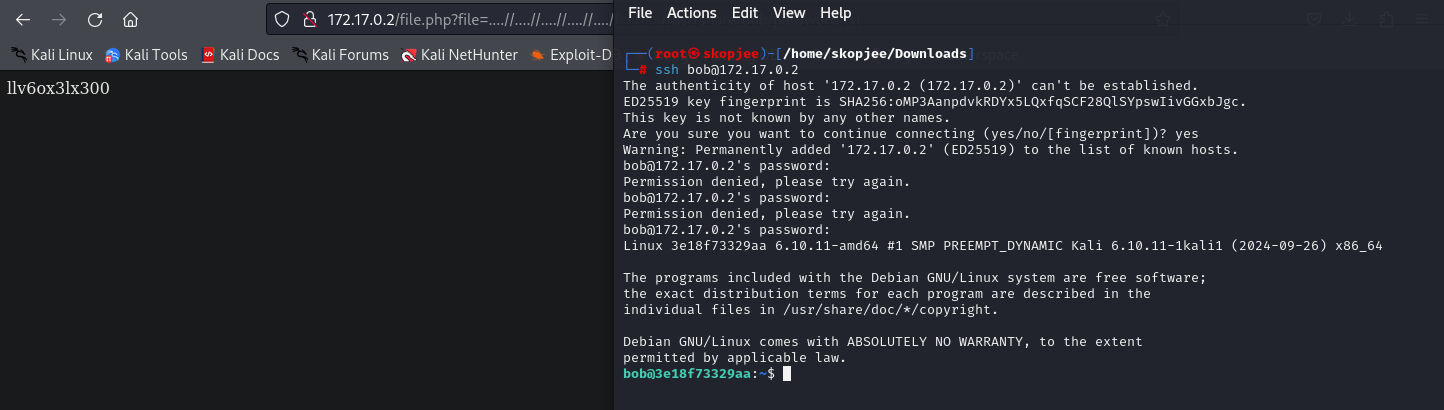 172.17.0.2/file.php?file=....//....//....//....//....
Kali Linux Kali Tools Kali Docs Kali Forums Kali NetHunter Exploit-D
llv6ox3lx300
File Actions Edit View Help
┌──(root㉿skopjee)-[/home/skopjee/Downloads]
└─# ssh bob@172.17.0.2
The authenticity of host '172.17.0.2 (172.17.0.2)' can't be established.
ED25519 key fingerprint is SHA256:oMP3AanpdvkRDYx5LQxfqSCF28QlSYpswIivGGxbJgc.
This key is not known by any other names.
Are you sure you want to continue connecting (yes/no/[fingerprint])? yes
Warning: Permanently added '172.17.0.2' (ED25519) to the list of known hosts.
bob@172.17.0.2's password:
Permission denied, please try again.
bob@172.17.0.2's password:
Permission denied, please try again.
bob@172.17.0.2's password:
Linux 3e18f73329aa 6.10.11-amd64 #1 SMP PREEMPT_DYNAMIC Kali 6.10.11-1kali1 (2024-09-26) x86_64
The programs included with the Debian GNU/Linux system are free software;
the exact distribution terms for each program are described in the
individual files in /usr/share/doc/*/copyright.
Debian GNU/Linux comes with ABSOLUTELY NO WARRANTY, to the extent
permitted by applicable law.
bob@3e18f73329aa:~$